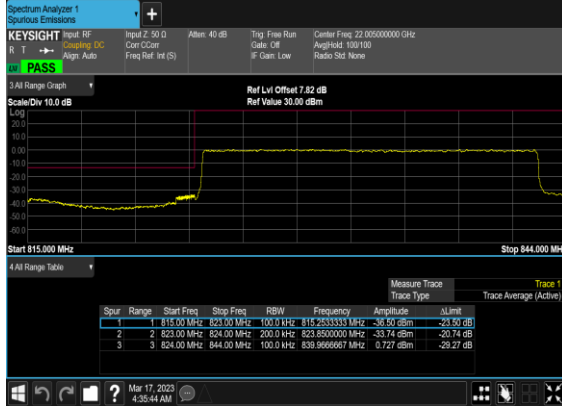 Spectrum Analyzer 1
Spurious Emissions
+
KEYSIGHT Input: RF Input Z: 50 Ω Atten: 40 dB Trig: Free Run Center Freq: 22.005000000 GHz
R T Coupling: DC Corr CCorr Gate: Off Avg|Hold: 100/100
Align: Auto Freq Ref: Int (S) IF Gain: Low Radio Std: None
PASS
3 All Range Graph
Ref Lvl Offset 7.82 dB
Scale/Div 10.0 dB Ref Value 30.00 dBm
Log
20.0
10.0
0.00
-10.0
-20.0
-30.0
-40.0
-50.0
-60.0
Start 815.000 MHz Stop 844.000 MHz
4 All Range Table
Measure Trace Trace 1
Trace Type Trace Average (Active)
Spur Range Start Freq Stop Freq RBW Frequency Amplitude ΔLimit
1 1 815.00 MHz 823.00 MHz 100.0 kHz 815.2533333 MHz -36.50 dBm -23.50 dB
2 2 823.00 MHz 824.00 MHz 200.0 kHz 823.8500000 MHz -33.74 dBm -20.74 dB
3 3 824.00 MHz 844.00 MHz 100.0 kHz 839.9666667 MHz 0.727 dBm -29.27 dB
? Mar 17, 2023
4:35:44 AM